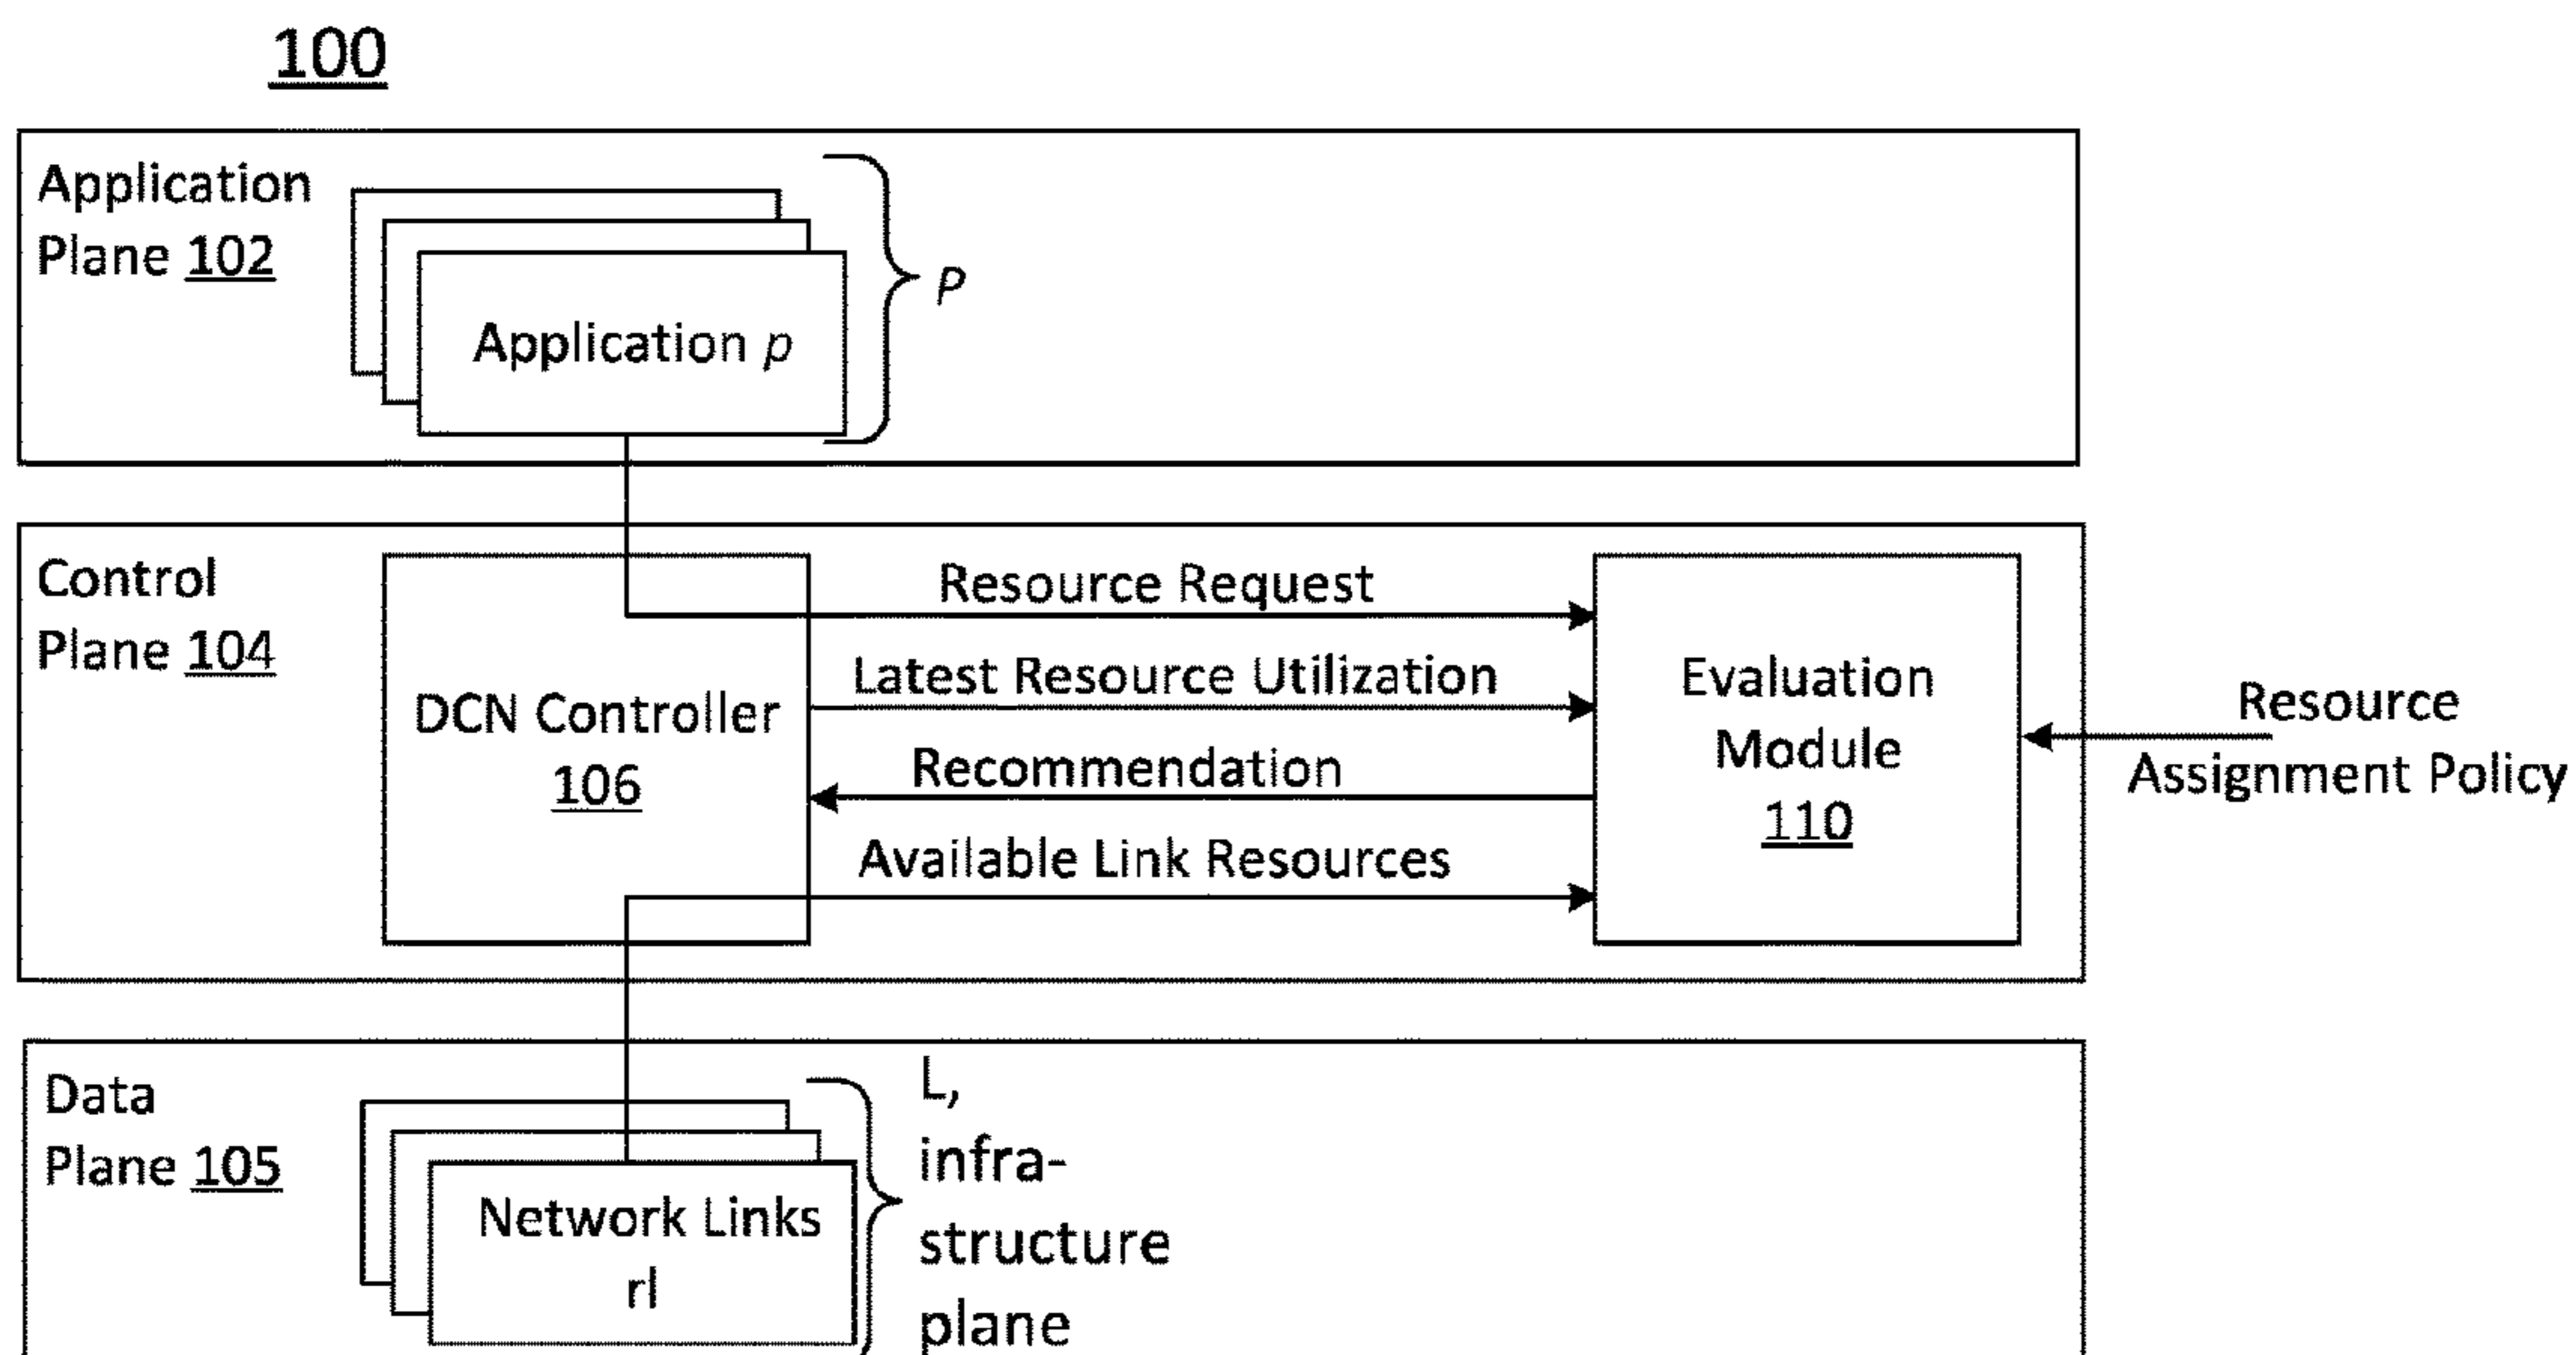 100
Application
Plane 102
Application p
P
Control
Plane 104
DCN Controller
106
Resource Request
Latest Resource Utilization
Recommendation
Available Link Resources
Evaluation
Module
110
Resource
Assignment Policy
Data
Plane 105
Network Links
rl
L,
infra-
structure
plane